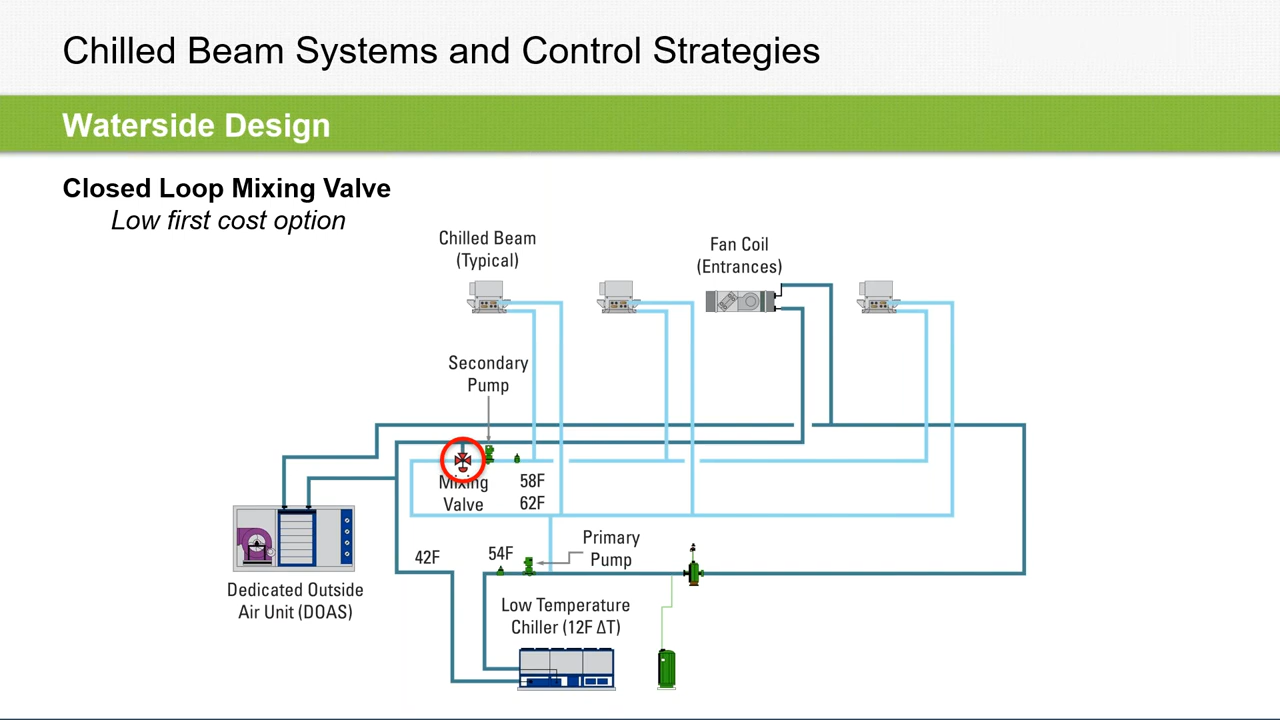 Chilled Beam Systems and Control Strategies
Waterside Design
Closed Loop Mixing Valve
Low first cost option
Chilled Beam
(Typical)
Fan Coil
(Entrances)
Secondary
Pump
Mixing
Valve
58F
62F
Primary
Pump
42F
54F
Dedicated Outside
Air Unit (DOAS)
Low Temperature
Chiller (12F ΔT)